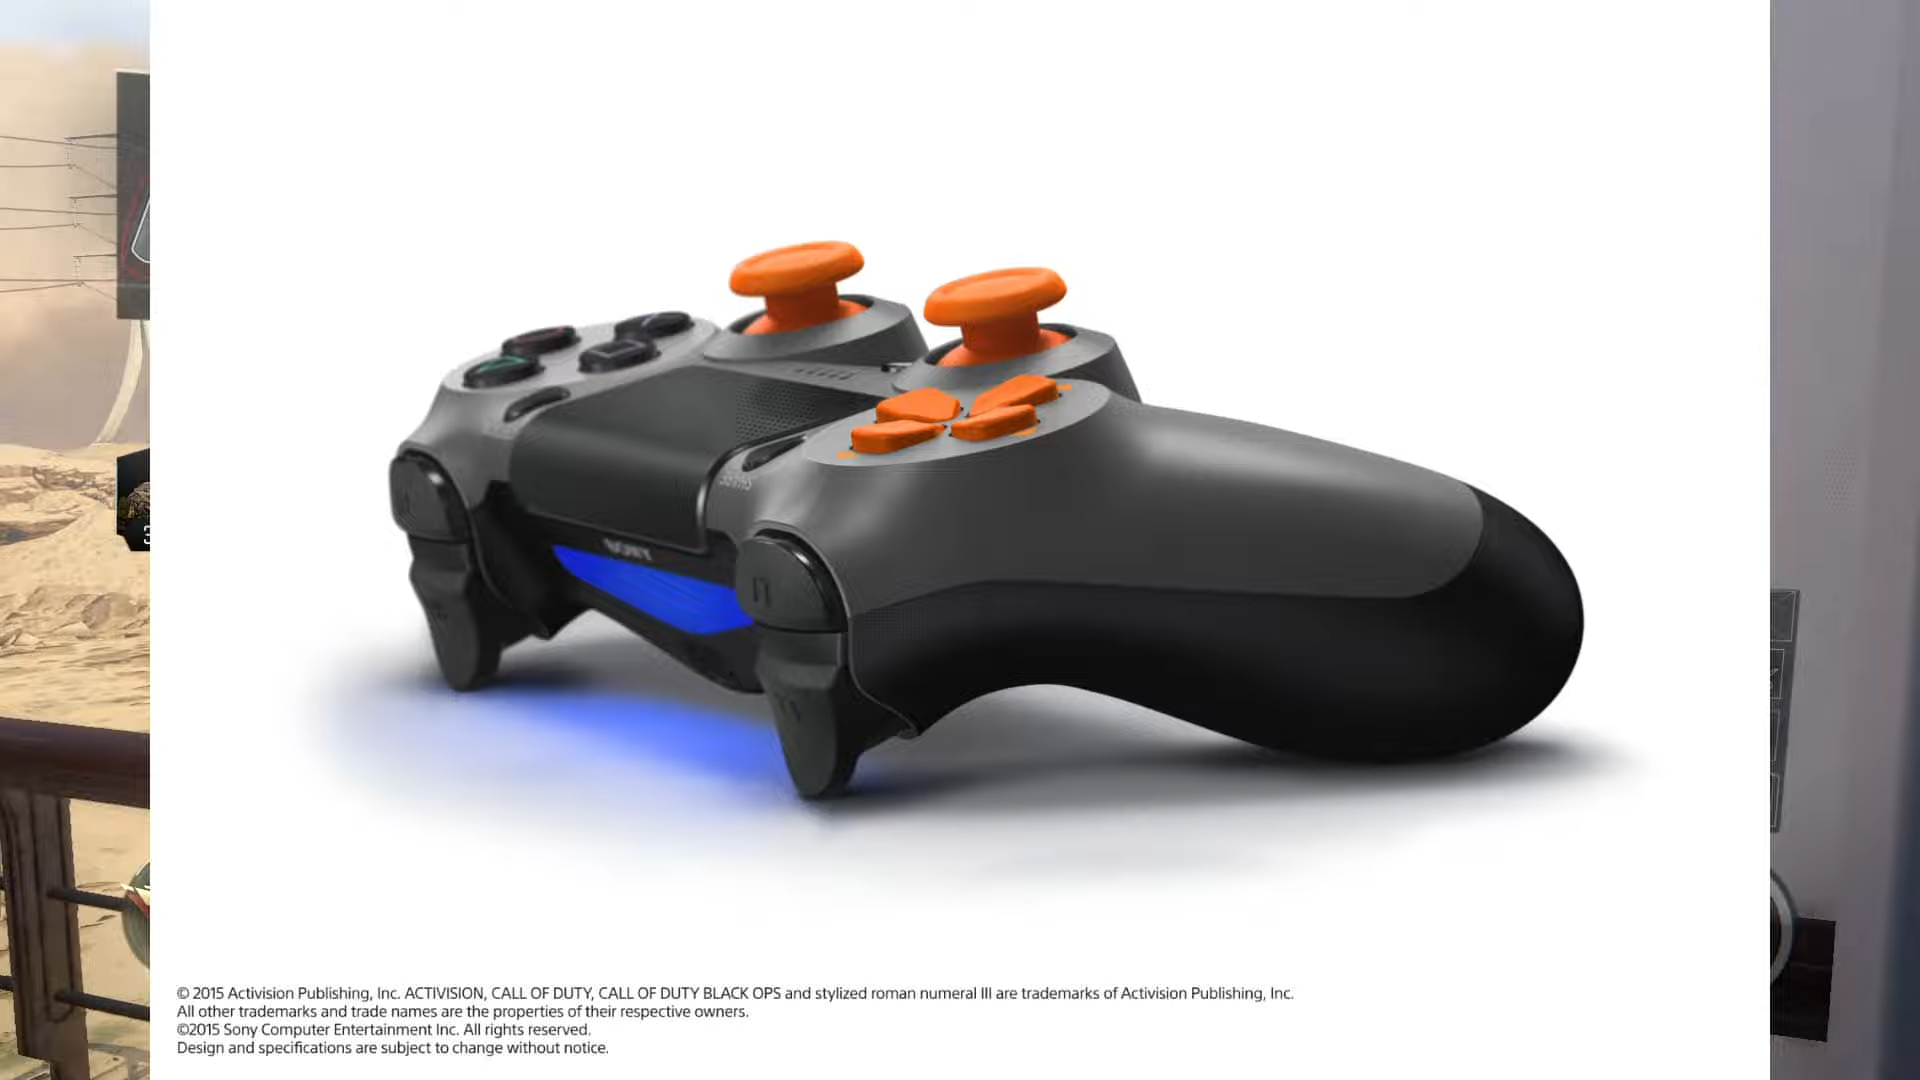 SHARE
SONY
© 2015 Activision Publishing, Inc. ACTIVISION, CALL OF DUTY, CALL OF DUTY BLACK OPS and stylized roman numeral III are trademarks of Activision Publishing, Inc.
All other trademarks and trade names are the properties of their respective owners.
©2015 Sony Computer Entertainment Inc. All rights reserved.
Design and specifications are subject to change without notice.